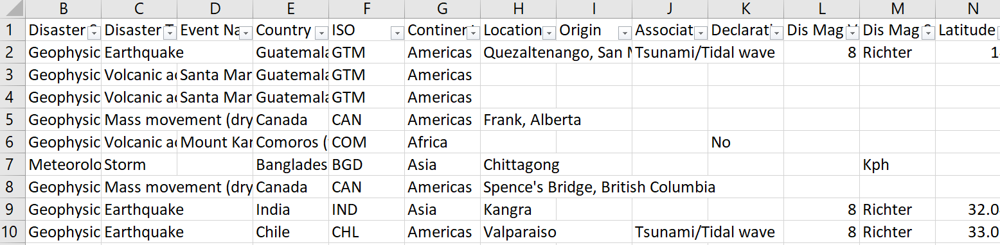 B C D E F G H I J K L M N
1 Disaster Disaster Event Na Country ISO Continen Location Origin Associat Declarati Dis Mag Dis Mag Latitude
2 Geophysic Earthquake Guatemala GTM Americas Quezaltenango, San Tsunami/Tidal wave 8 Richter 1
3 Geophysic Volcanic a Santa Mar Guatemala GTM Americas
4 Geophysic Volcanic a Santa Mar Guatemala GTM Americas
5 Geophysic Mass movement (dry Canada CAN Americas Frank, Alberta
6 Geophysic Volcanic a Mount Kar Comoros ( COM Africa No
7 Meteorolo Storm Banglades BGD Asia Chittagong Kph
8 Geophysic Mass movement (dry Canada CAN Americas Spence's Bridge, British Columbia
9 Geophysic Earthquake India IND Asia Kangra 8 Richter 32.0
10 Geophysic Earthquake Chile CHL Americas Valparaiso Tsunami/Tidal wave 8 Richter 33.0